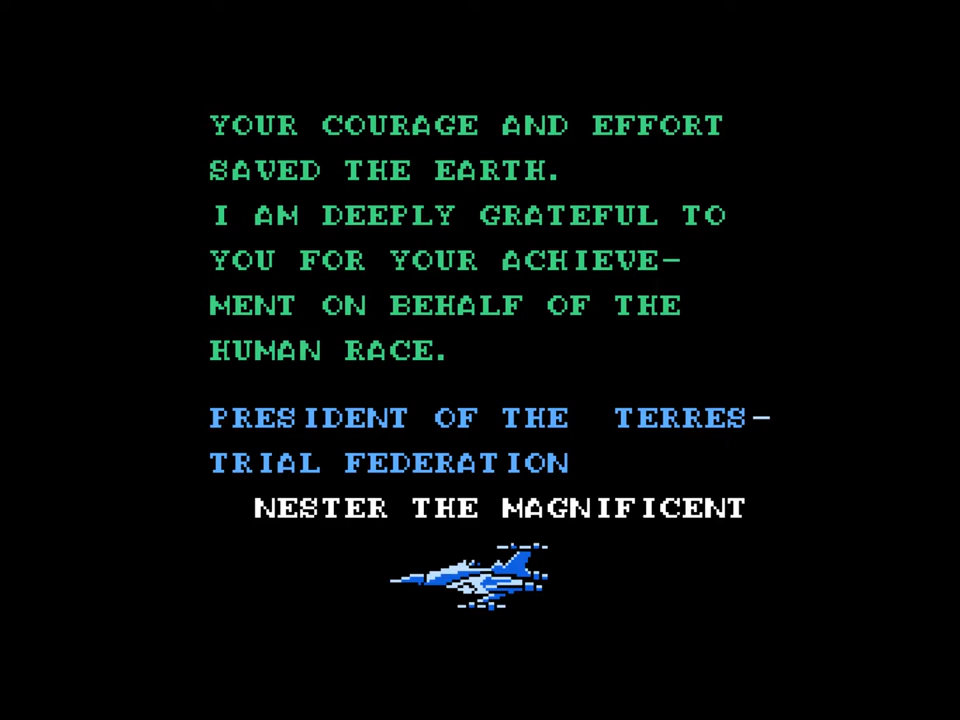 YOUR COURAGE AND EFFORT
SAVED THE EARTH.
I AM DEEPLY GRATEFUL TO
YOU FOR YOUR ACHIEVE-
MENT ON BEHALF OF THE
HUMAN RACE.
PRESIDENT OF THE TERRES-
TRIAL FEDERATION
NESTER THE MAGNIFICENT